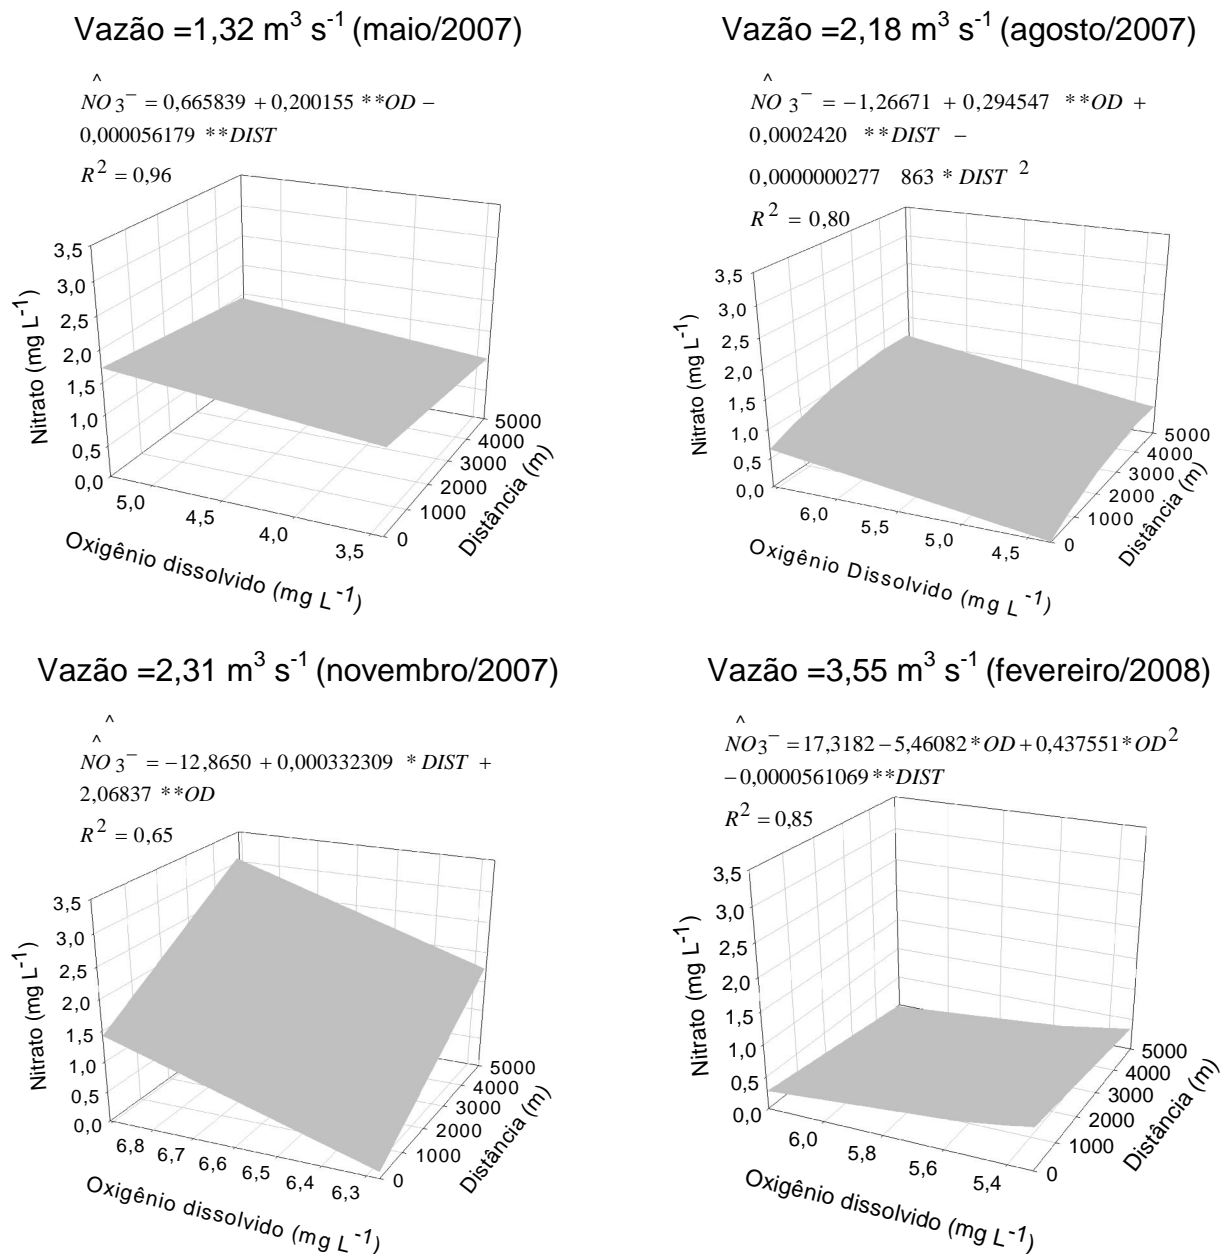 Vazão =1,32 m³ s⁻¹ (maio/2007)
^
NO 3⁻ = 0,665839 + 0,200155 **OD −
0,000056179 **DIST
R² = 0,96
3,5
3,0
2,5
2,0
1,5
1,0
0,5
0,0
Nitrato (mg L⁻¹)
5,0
4,5
4,0
3,5
Oxigênio dissolvido (mg L⁻¹)
0
1000
2000
3000
4000
5000
Distância (m)
Vazão =2,18 m³ s⁻¹ (agosto/2007)
^
NO 3⁻ = −1,26671 + 0,294547 **OD +
0,0002420 **DIST −
0,0000000277 863 * DIST ²
R² = 0,80
3,5
3,0
2,5
2,0
1,5
1,0
0,5
0,0
Nitrato (mg L⁻¹)
6,0
5,5
5,0
4,5
Oxigênio Dissolvido (mg L⁻¹)
0
1000
2000
3000
4000
5000
Distância (m)
Vazão =2,31 m³ s⁻¹ (novembro/2007)
^
^
NO 3⁻ = −12,8650 + 0,000332309 * DIST +
2,06837 **OD
R² = 0,65
3,5
3,0
2,5
2,0
1,5
1,0
0,5
0,0
Nitrato (mg L⁻¹)
6,8
6,7
6,6
6,5
6,4
6,3
Oxigênio dissolvido (mg L⁻¹)
0
1000
2000
3000
4000
5000
Distância (m)
Vazão =3,55 m³ s⁻¹ (fevereiro/2008)
^
NO3⁻ = 17,3182 − 5,46082 * OD + 0,437551 * OD²
− 0,0000561069 **DIST
R² = 0,85
3,5
3,0
2,5
2,0
1,5
1,0
0,5
0,0
Nitrato (mg L⁻¹)
6,0
5,8
5,6
5,4
Oxigênio dissolvido (mg L⁻¹)
0
1000
2000
3000
4000
5000
Distância (m)